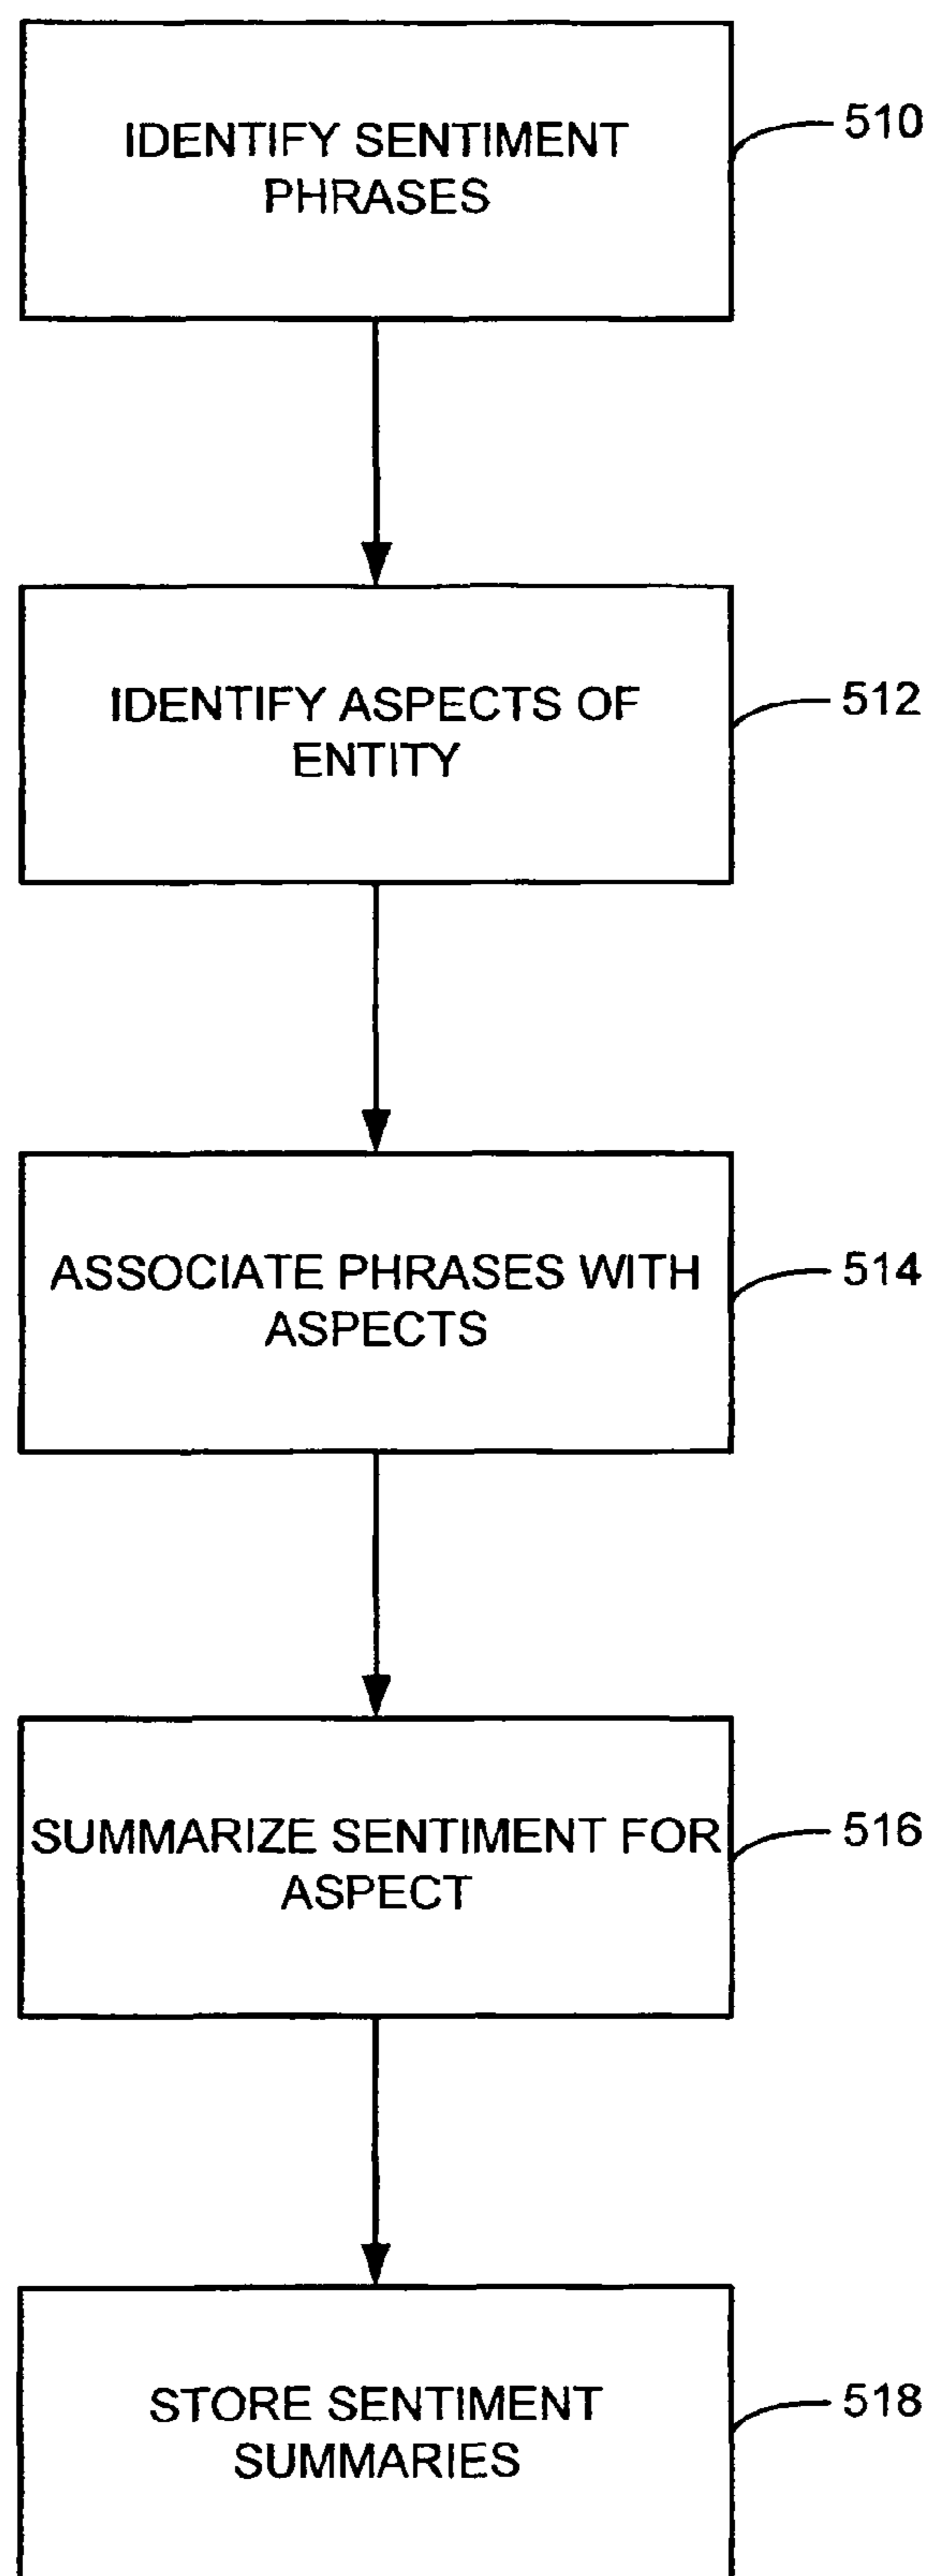 IDENTIFY SENTIMENT
PHRASES
510
IDENTIFY ASPECTS OF
ENTITY
512
ASSOCIATE PHRASES WITH
ASPECTS
514
SUMMARIZE SENTIMENT FOR
ASPECT
516
STORE SENTIMENT
SUMMARIES
518